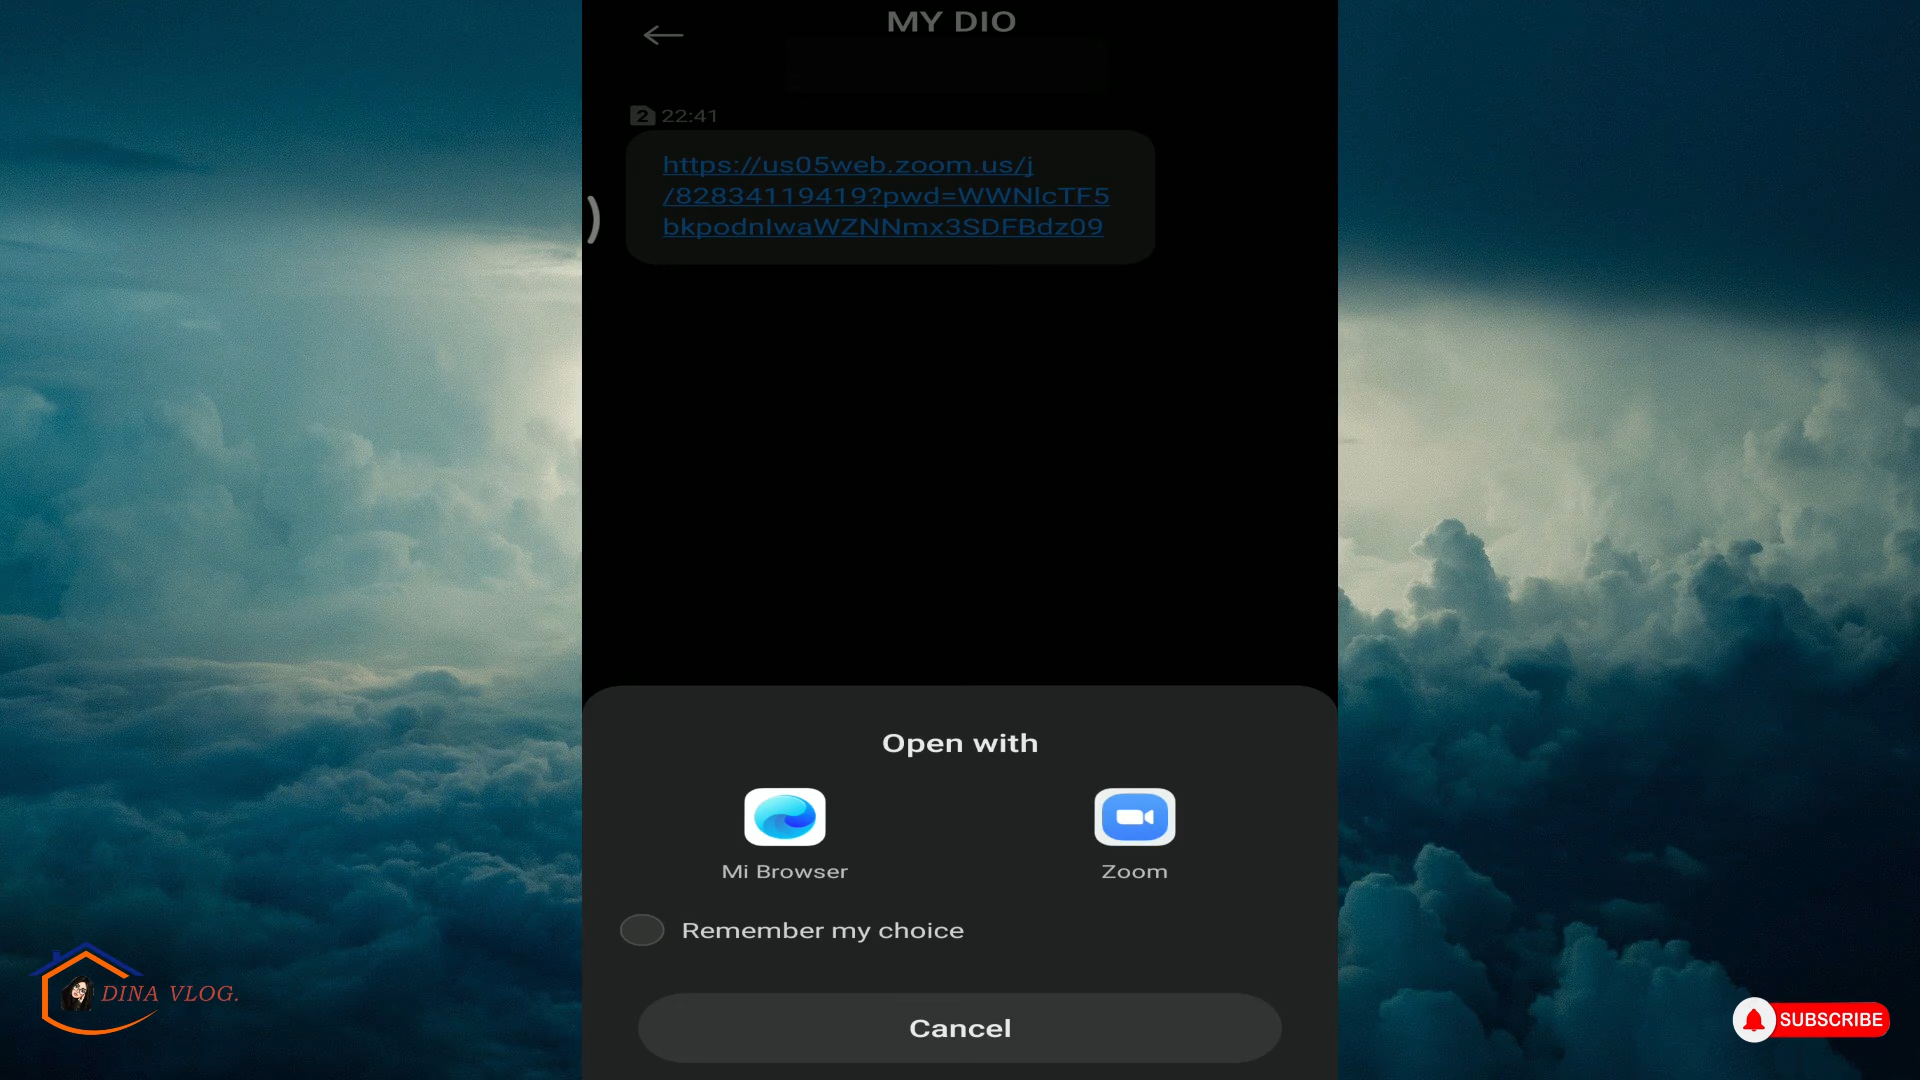 MY DIO
2 22:41
https://us05web.zoom.us/j
/82834119419?pwd=WWNlcTF5
bkpodnIwaWZNNmx3SDFBdz09
Open with
Mi Browser
Zoom
Remember my choice
Cancel
DINA VLOG.
SUBSCRIBE